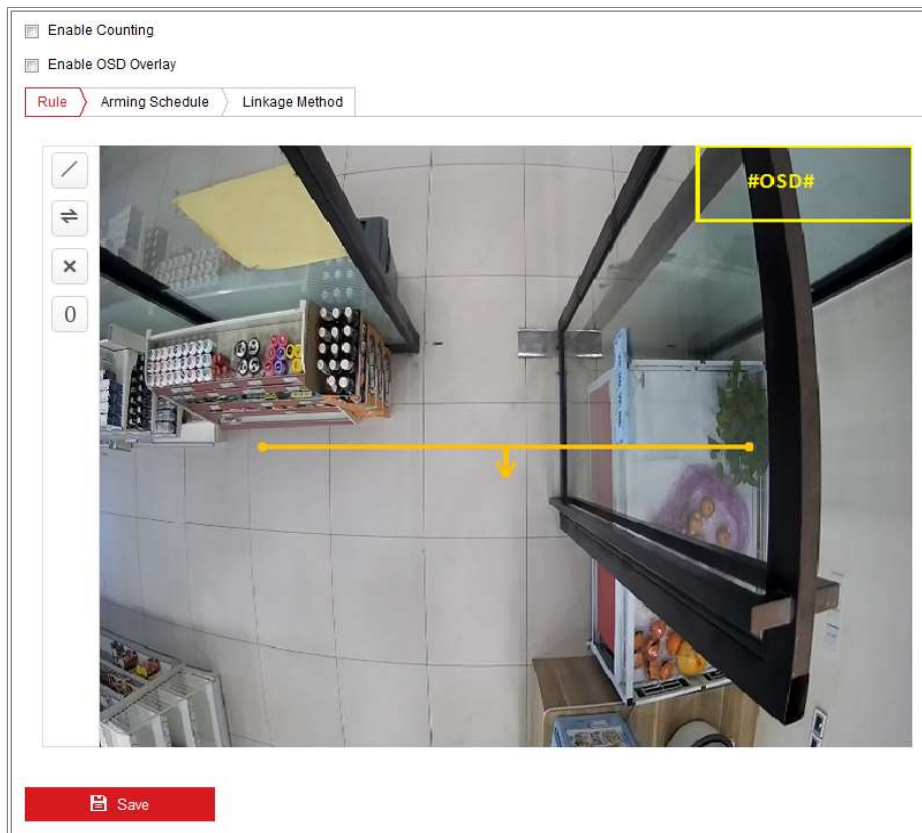 Enable Counting
Enable OSD Overlay
Rule Arming Schedule Linkage Method
#OSD#
0
Save